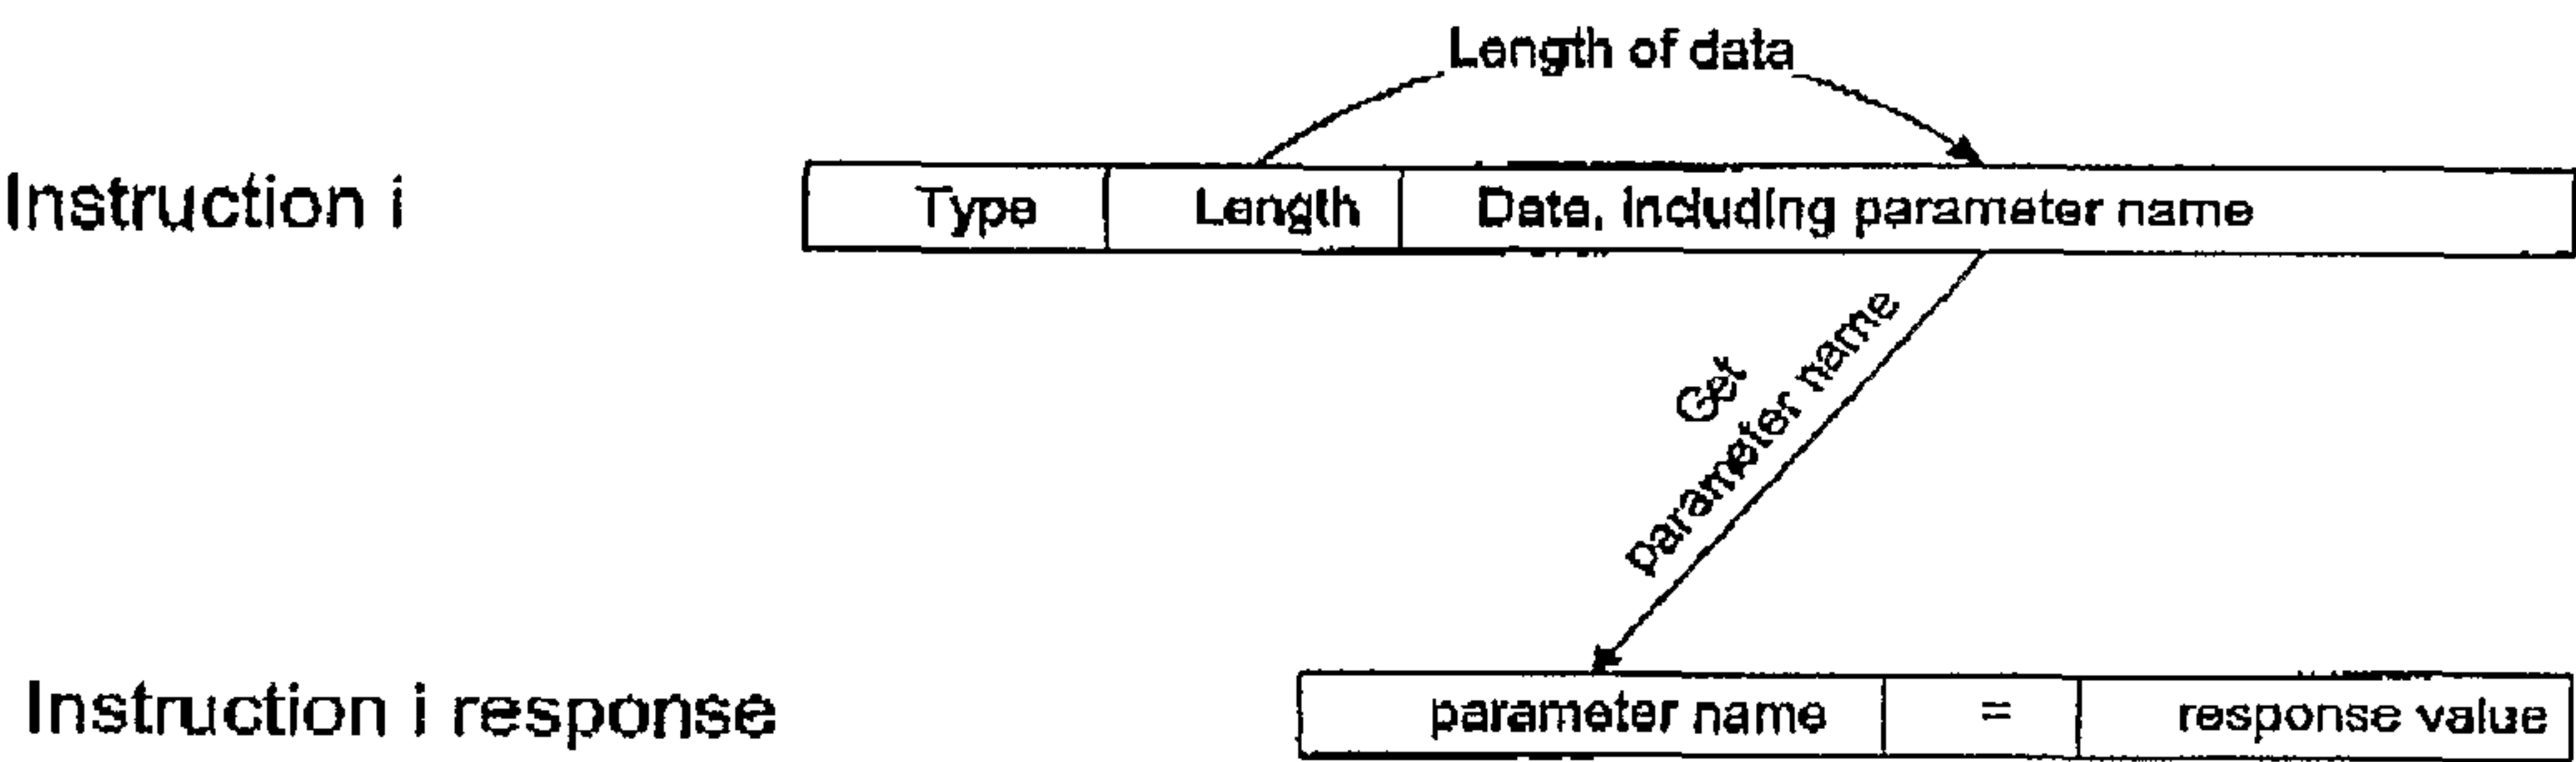 Length of data
Instruction i
Type Length Data, including parameter name
Get
parameter name
Instruction i response
parameter name = response value